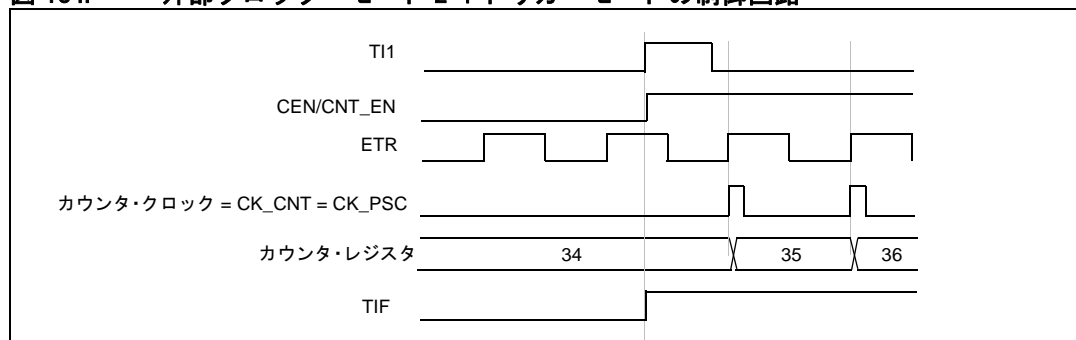 TI1
CEN/CNT_EN
ETR
カウンタ・クロック = CK_CNT = CK_PSC
カウンタ・レジスタ 34 35 36
TIF